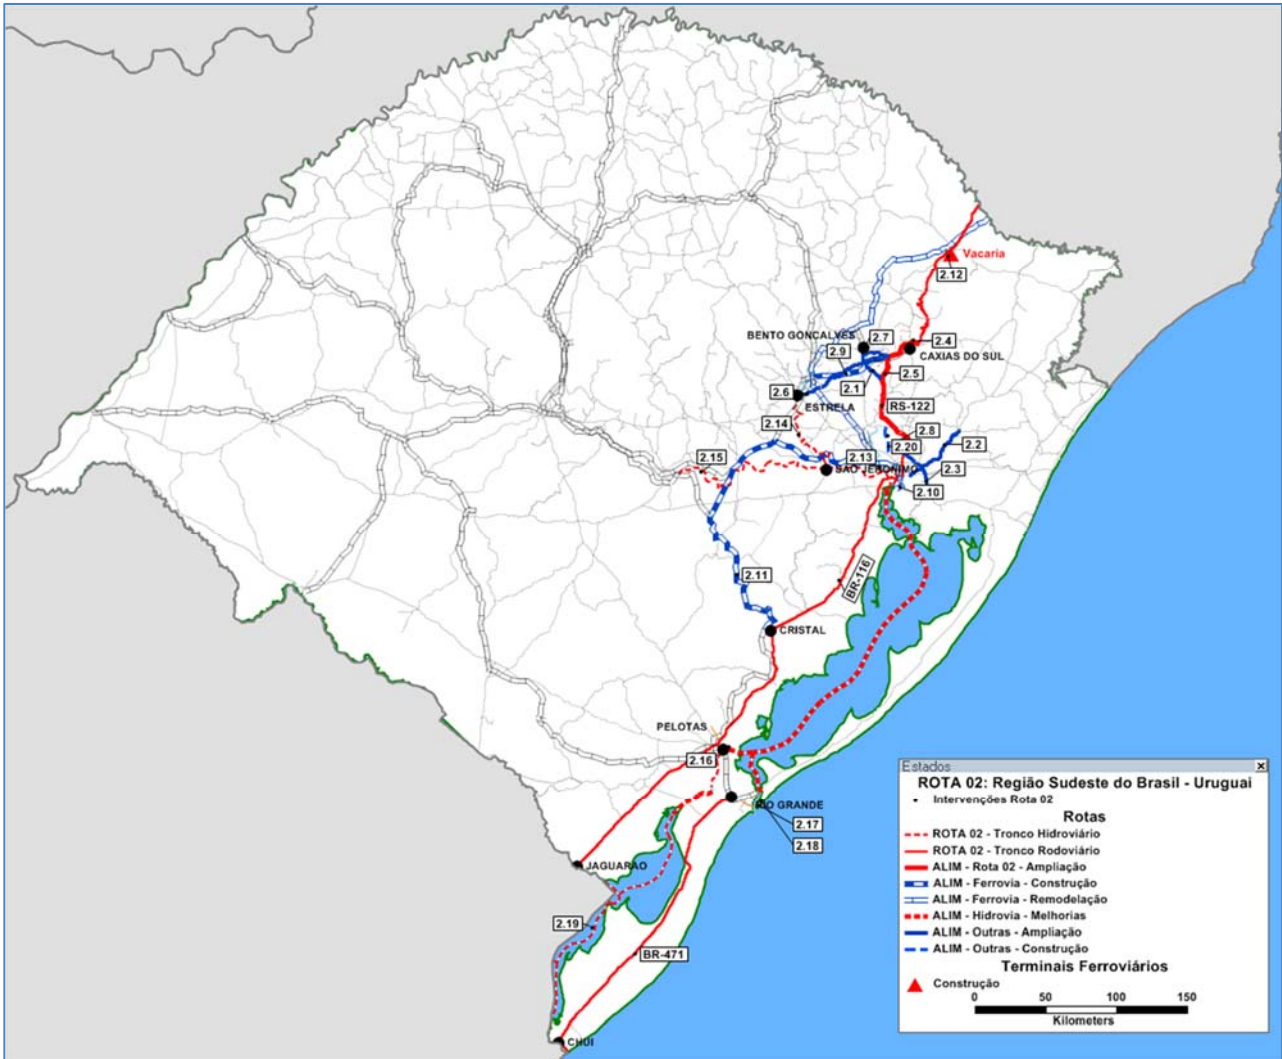 Vacaria
2.12
BENTO GONCALVES
2.7
2.4
2.9
CAXIAS DO SUL
2.5
2.1
2.6
ESTRELA
RS-122
2.14
2.8
2.2
2.20
2.13
2.15
SAO JERONIMO
2.3
2.10
2.11
BR-116
CRISTAL
PELOTAS
2.16
RIO GRANDE
2.17
2.18
JAGUARAO
2.19
BR-471
CHUI
Estados
ROTA 02: Região Sudeste do Brasil - Uruguai
Intervenções Rota 02
Rotas
ROTA 02 - Tronco Hidroviário
ROTA 02 - Tronco Rodoviário
ALIM - Rota 02 - Ampliação
ALIM - Ferrovia - Construção
ALIM - Ferrovia - Remodelação
ALIM - Hidrovia - Melhorias
ALIM - Outras - Ampliação
ALIM - Outras - Construção
Terminais Ferroviários
Construção
0 50 100 150
Kilometers